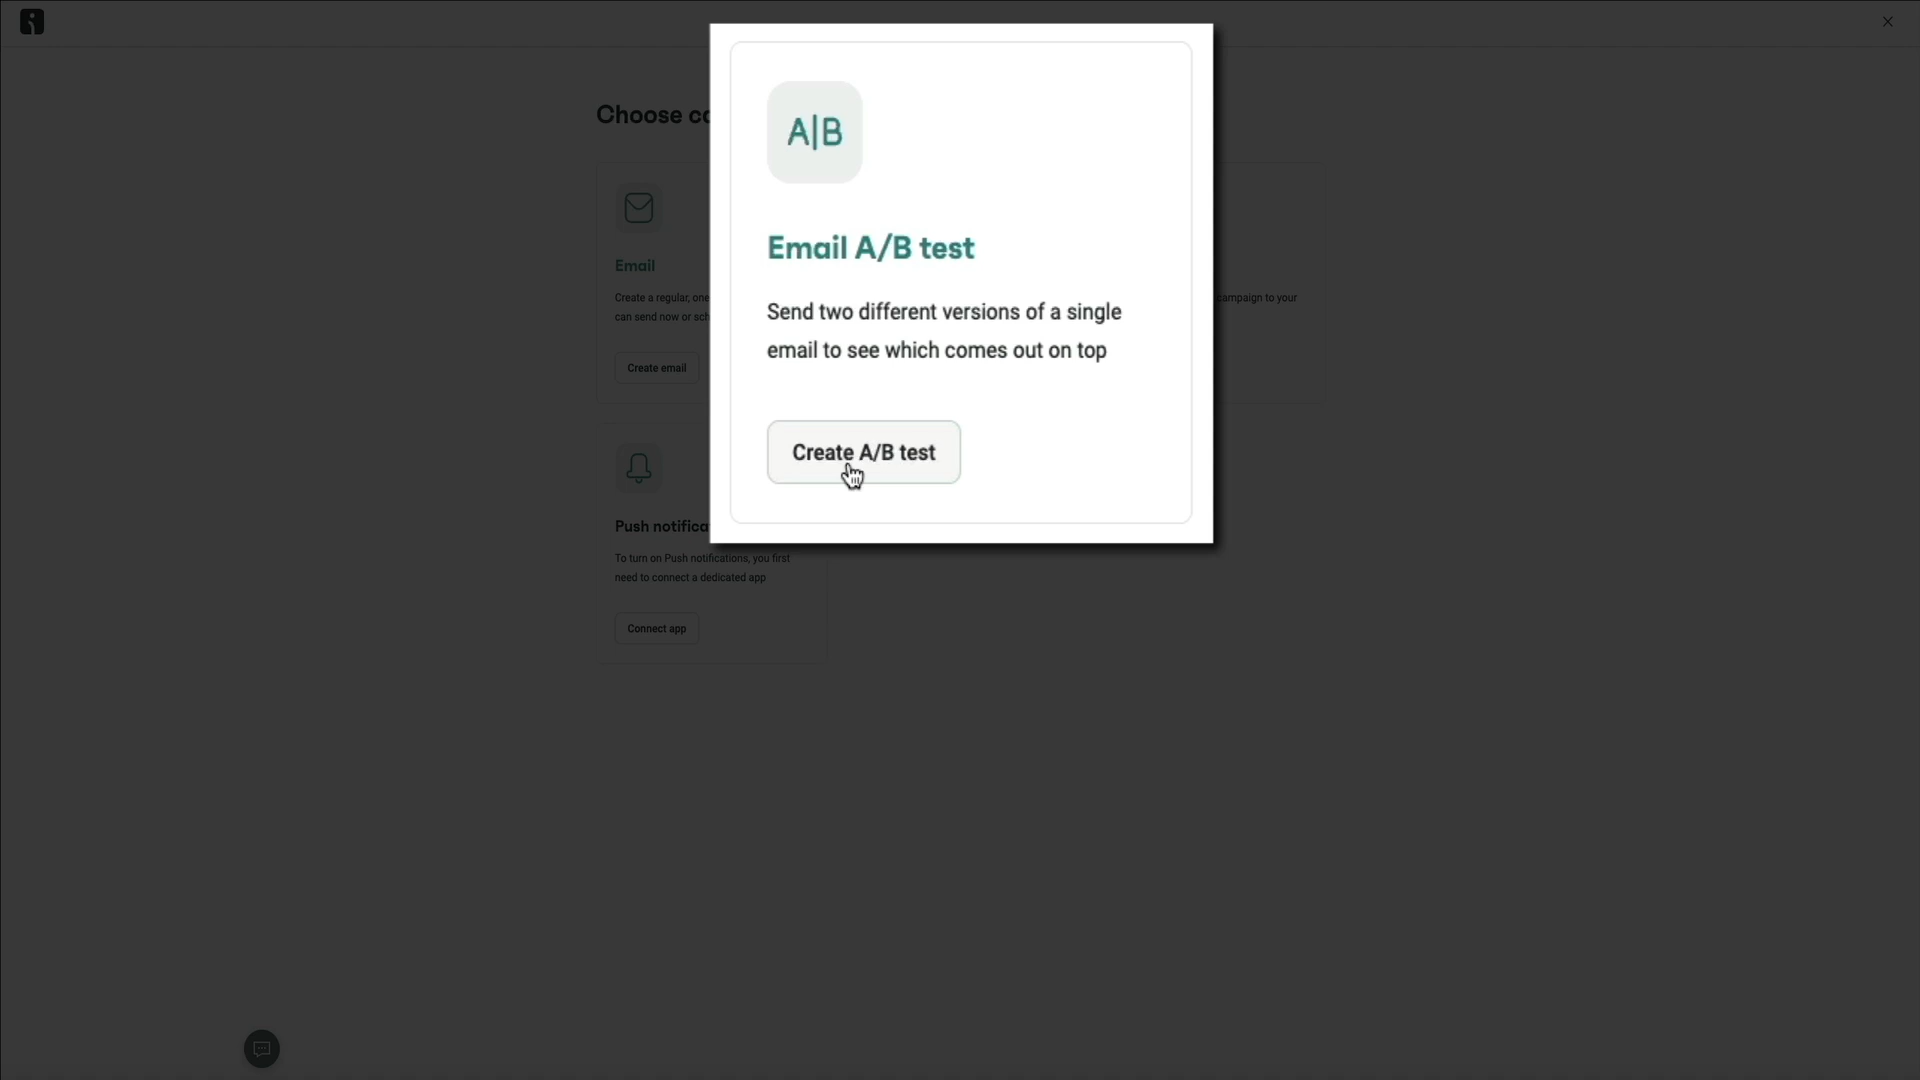 Choose
A|B
Email A/B test
Send two different versions of a single
email to see which comes out on top
Create A/B test
Email
Create a regular, one
can send now or
Create email
campaign to your
Push
To turn on Push notifications, you first
need to connect a dedicated app
Connect app